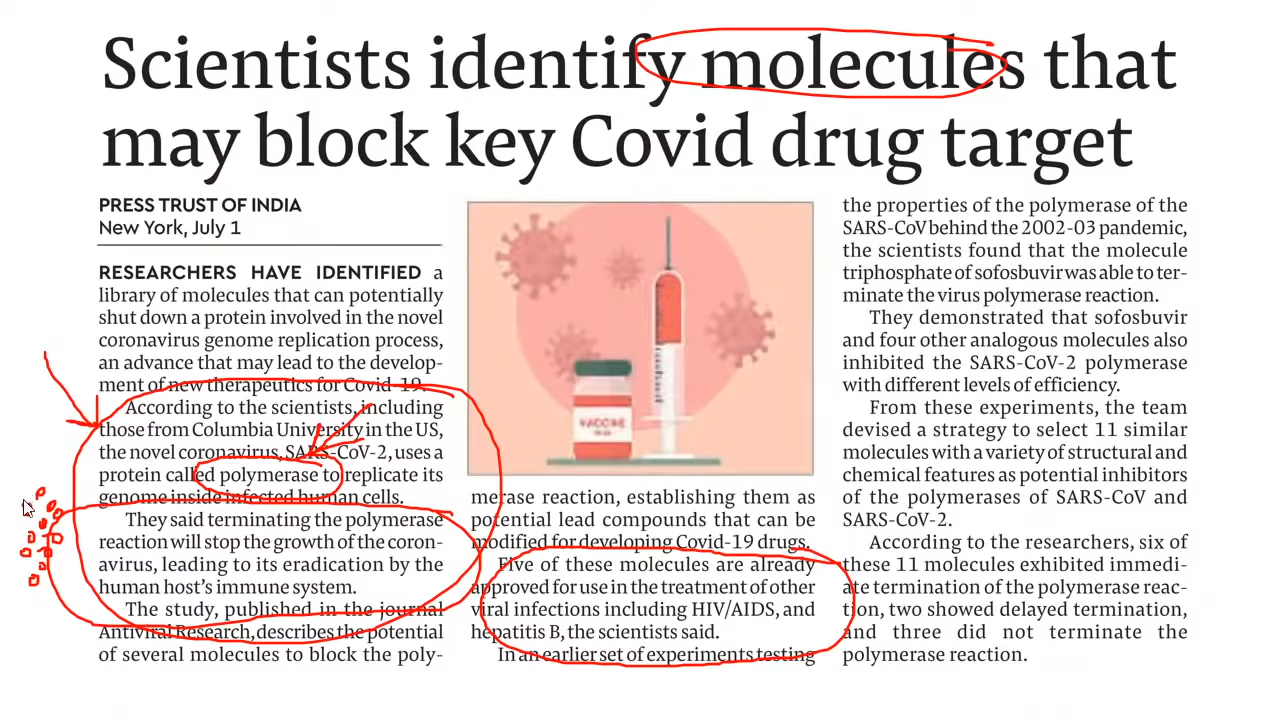 Scientists identify molecules that
may block key Covid drug target
PRESS TRUST OF INDIA
New York, July 1
RESEARCHERS HAVE IDENTIFIED a
library of molecules that can potentially
shut down a protein involved in the novel
coronavirus genome replication process,
an advance that may lead to the develop-
ment of new therapeutics for Covid-19.
According to the scientists, including
those from Columbia University in the US,
the novel coronavirus, SARS-CoV-2, uses a
protein called polymerase to replicate its
genome inside infected human cells.
They said terminating the polymerase
reaction will stop the growth of the coron-
avirus, leading to its eradication by the
human host's immune system.
The study, published in the journal
Antiviral Research, describes the potential
of several molecules to block the poly-
VACCINE
merase reaction, establishing them as
potential lead compounds that can be
modified for developing Covid-19 drugs.
Five of these molecules are already
approved for use in the treatment of other
viral infections including HIV/AIDS, and
hepatitis B, the scientists said.
In an earlier set of experiments testing
the properties of the polymerase of the
SARS-CoV behind the 2002-03 pandemic,
the scientists found that the molecule
triphosphate of sofosbuvir was able to ter-
minate the virus polymerase reaction.
They demonstrated that sofosbuvir
and four other analogous molecules also
inhibited the SARS-CoV-2 polymerase
with different levels of efficiency.
From these experiments, the team
devised a strategy to select 11 similar
molecules with a variety of structural and
chemical features as potential inhibitors
of the polymerases of SARS-CoV and
SARS-CoV-2.
According to the researchers, six of
these 11 molecules exhibited immedi-
ate termination of the polymerase reac-
tion, two showed delayed termination,
and three did not terminate the
polymerase reaction.